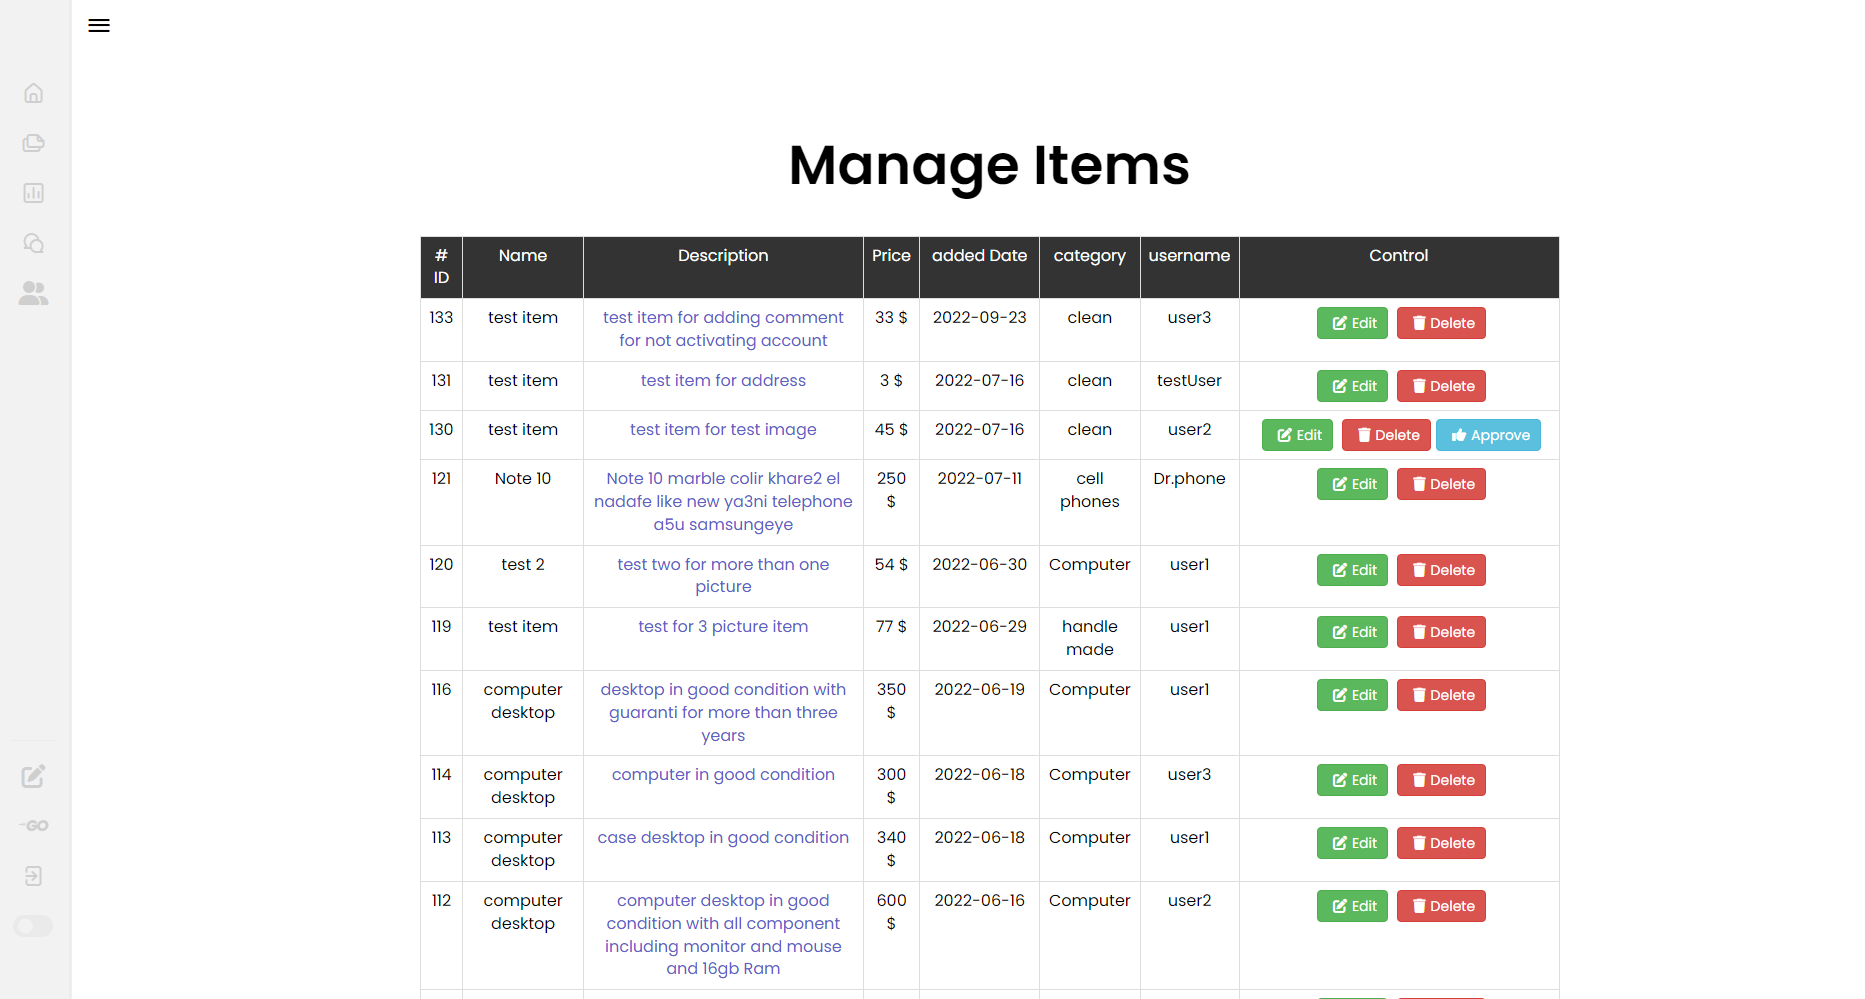 Manage Items
# ID Name Description Price added Date category username Control
133 test item test item for adding comment for not activating account 33 $ 2022-09-23 clean user3 Edit Delete
131 test item test item for address 3 $ 2022-07-16 clean testUser Edit Delete
130 test item test item for test image 45 $ 2022-07-16 clean user2 Edit Delete Approve
121 Note 10 Note 10 marble colir khare2 el nadafe like new ya3ni telephone a5u samsungeye 250 $ 2022-07-11 cell phones Dr.phone Edit Delete
120 test 2 test two for more than one picture 54 $ 2022-06-30 Computer user1 Edit Delete
119 test item test for 3 picture item 77 $ 2022-06-29 handle made user1 Edit Delete
116 computer desktop desktop in good condition with guaranti for more than three years 350 $ 2022-06-19 Computer user1 Edit Delete
114 computer desktop computer in good condition 300 $ 2022-06-18 Computer user3 Edit Delete
113 computer desktop case desktop in good condition 340 $ 2022-06-18 Computer user1 Edit Delete
112 computer desktop computer desktop in good condition with all component including monitor and mouse and 16gb Ram 600 $ 2022-06-16 Computer user2 Edit Delete
GO